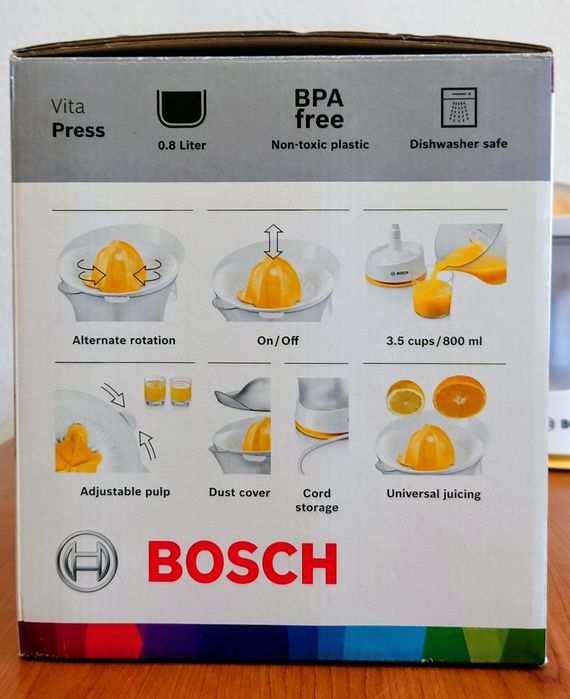 Vita
Press
0.8 Liter
BPA
free
Non-toxic plastic
Dishwasher safe
Alternate rotation
On/Off
BOSCH
3.5 cups/800 ml
Adjustable pulp
Dust cover
Cord
storage
Universal juicing
BOSCH